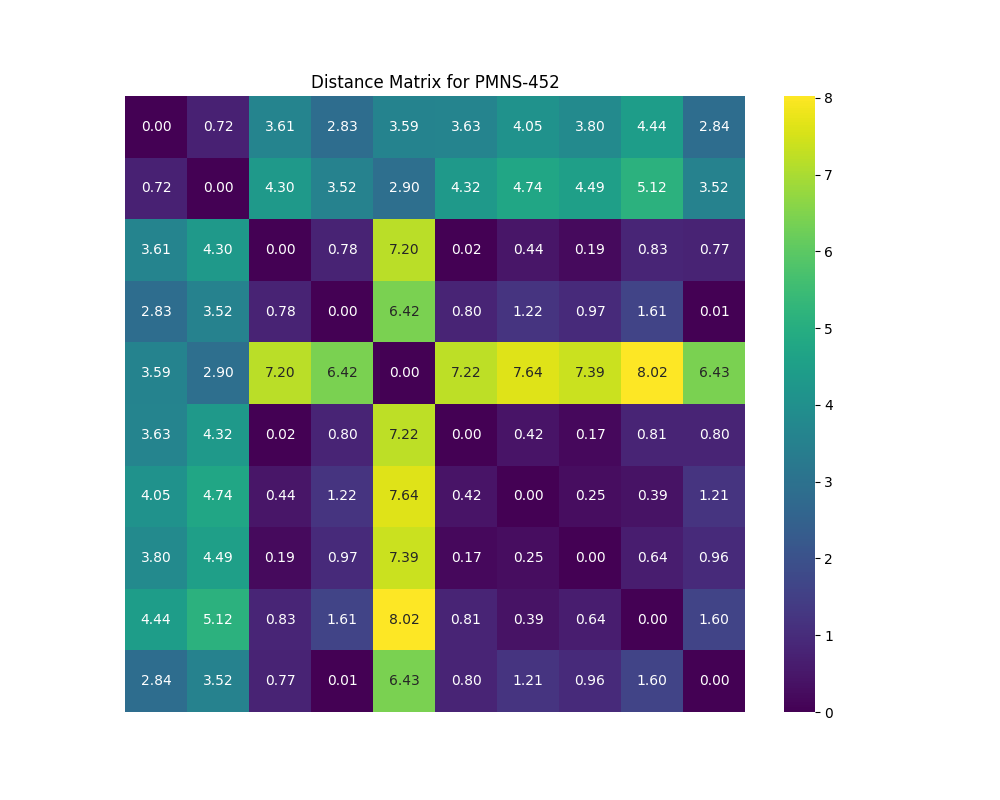 Distance Matrix for PMNS-452
0.00 0.72 3.61 2.83 3.59 3.63 4.05 3.80 4.44 2.84
0.72 0.00 4.30 3.52 2.90 4.32 4.74 4.49 5.12 3.52
3.61 4.30 0.00 0.78 7.20 0.02 0.44 0.19 0.83 0.77
2.83 3.52 0.78 0.00 6.42 0.80 1.22 0.97 1.61 0.01
3.59 2.90 7.20 6.42 0.00 7.22 7.64 7.39 8.02 6.43
3.63 4.32 0.02 0.80 7.22 0.00 0.42 0.17 0.81 0.80
4.05 4.74 0.44 1.22 7.64 0.42 0.00 0.25 0.39 1.21
3.80 4.49 0.19 0.97 7.39 0.17 0.25 0.00 0.64 0.96
4.44 5.12 0.83 1.61 8.02 0.81 0.39 0.64 0.00 1.60
2.84 3.52 0.77 0.01 6.43 0.80 1.21 0.96 1.60 0.00
8
7
6
5
4
3
2
1
0